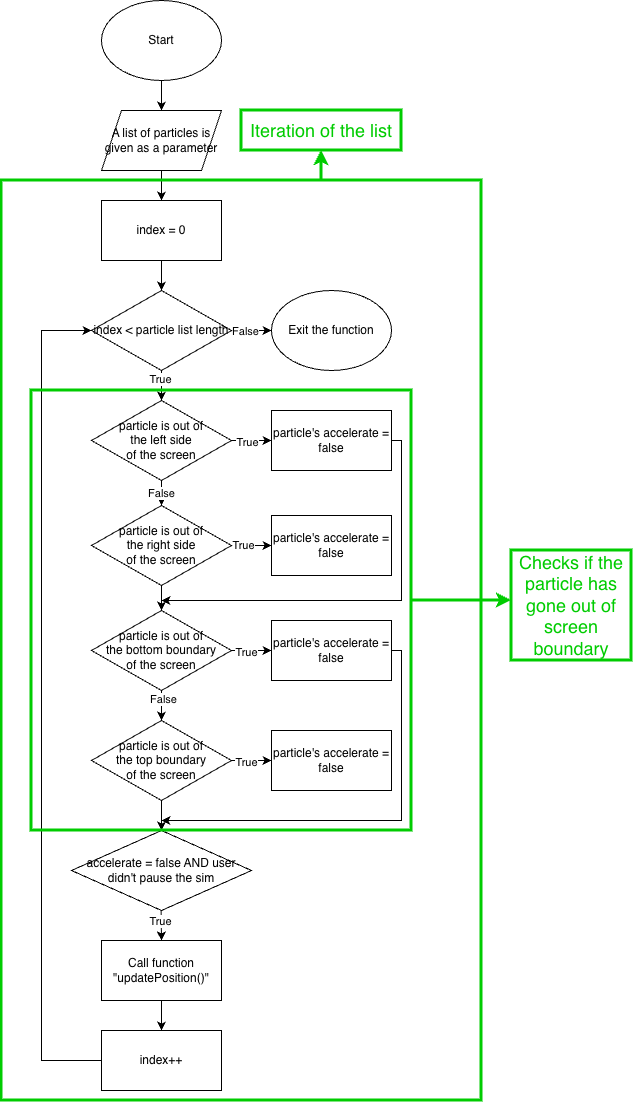 Start
A list of particles is
given as a parameter
Iteration of the list
index = 0
index < particle list length
False
Exit the function
True
particle is out of
the left side
of the screen
True
particle's accelerate =
false
False
particle is out of
the right side
of the screen
True
particle's accelerate =
false
Checks if the
particle has
gone out of
screen
boundary
particle is out of
the bottom boundary
of the screen
True
particle's accelerate =
false
False
particle is out of
the top boundary
of the screen
True
particle's accelerate =
false
accelerate = false AND user
didn't pause the sim
True
Call function
"updatePosition()"
index++